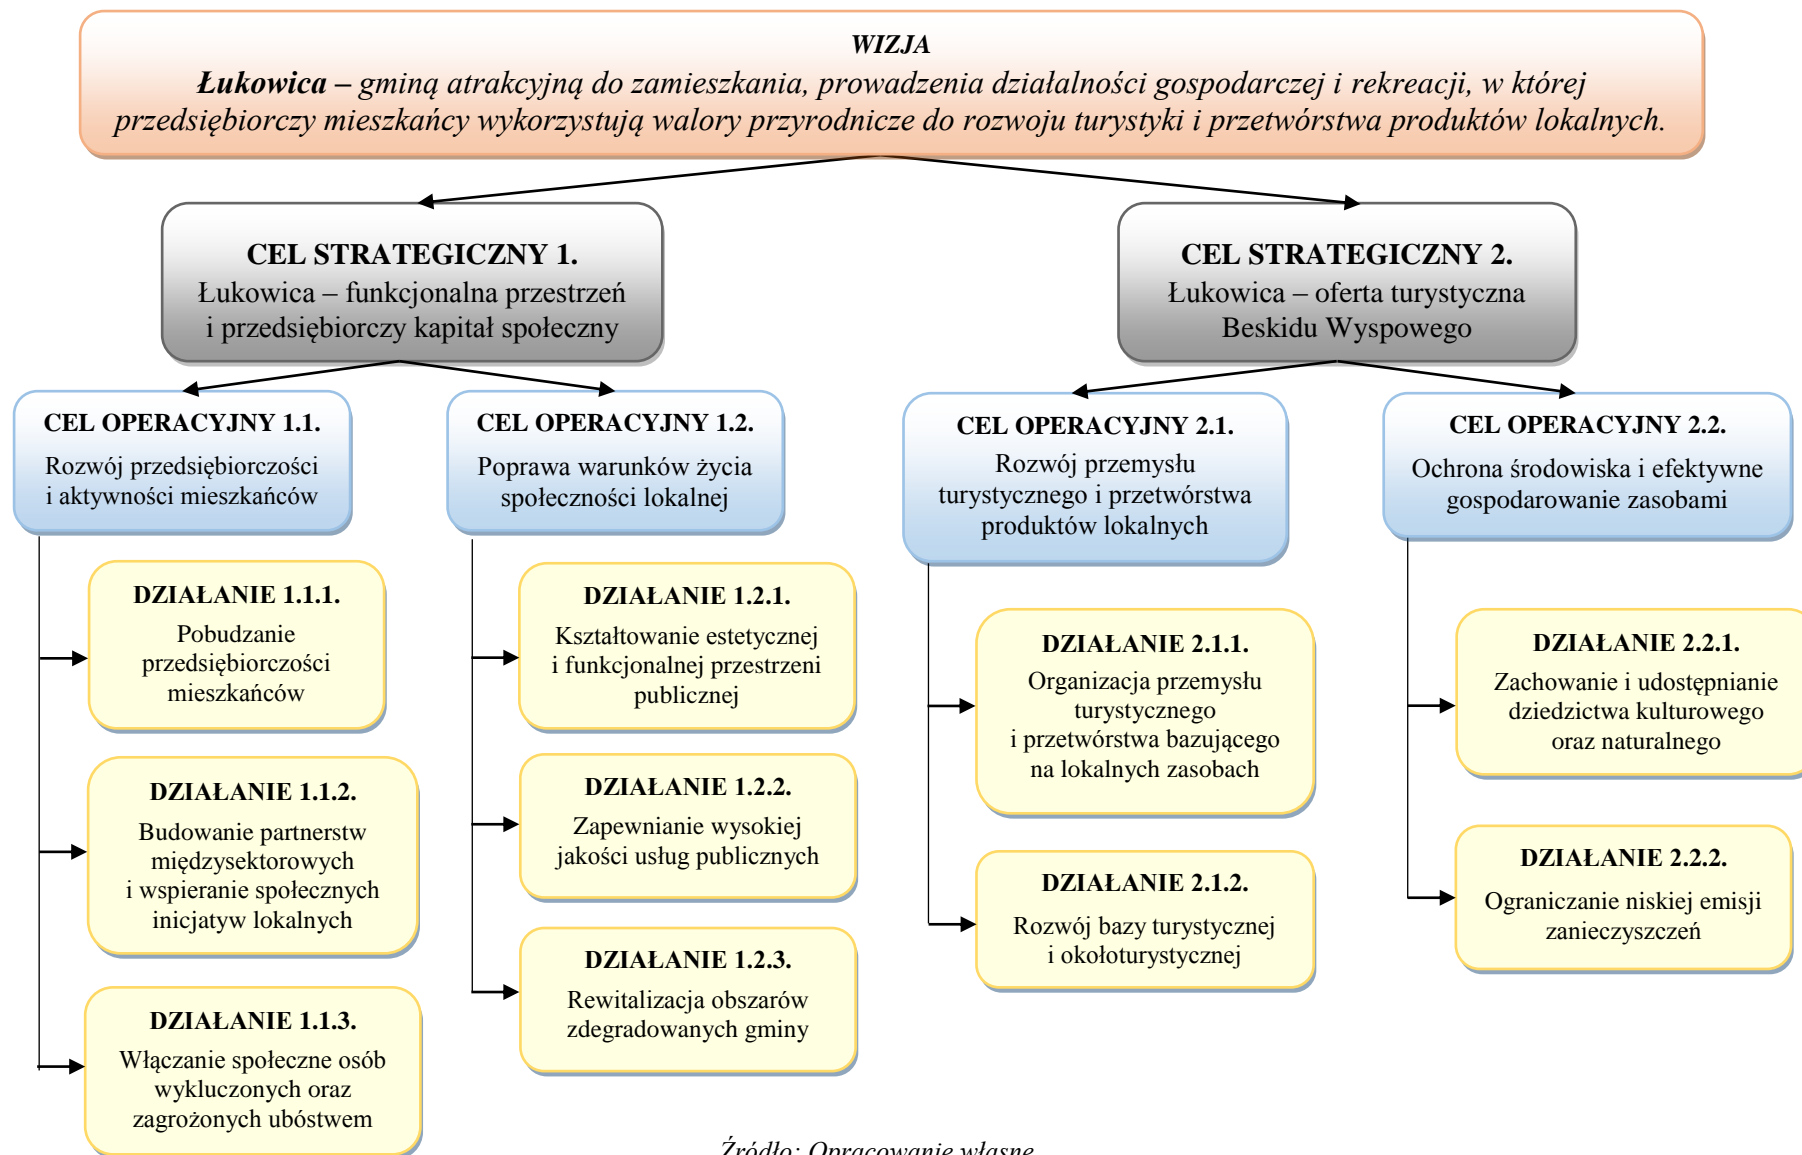 WIZJA
Łukowica – gminą atrakcyjną do zamieszkania, prowadzenia działalności gospodarczej i rekreacji, w której
przedsiębiorczy mieszkańcy wykorzystują walory przyrodnicze do rozwoju turystyki i przetwórstwa produktów lokalnych.
CEL STRATEGICZNY 1.
Łukowica – funkcjonalna przestrzeń
i przedsiębiorczy kapitał społeczny
CEL STRATEGICZNY 2.
Łukowica – oferta turystyczna
Beskidu Wyspowego
CEL OPERACYJNY 1.1.
Rozwój przedsiębiorczości
i aktywności mieszkańców
CEL OPERACYJNY 1.2.
Poprawa warunków życia
społeczności lokalnej
CEL OPERACYJNY 2.1.
Rozwój przemysłu
turystycznego i przetwórstwa
produktów lokalnych
CEL OPERACYJNY 2.2.
Ochrona środowiska i efektywne
gospodarowanie zasobami
DZIAŁANIE 1.1.1.
Pobudzanie
przedsiębiorczości
mieszkańców
DZIAŁANIE 1.1.2.
Budowanie partnerstw
międzysektorowych
i wspieranie społecznych
inicjatyw lokalnych
DZIAŁANIE 1.1.3.
Włączanie społeczne osób
wykluczonych oraz
zagrożonych ubóstwem
DZIAŁANIE 1.2.1.
Kształtowanie estetycznej
i funkcjonalnej przestrzeni
publicznej
DZIAŁANIE 1.2.2.
Zapewnianie wysokiej
jakości usług publicznych
DZIAŁANIE 1.2.3.
Rewitalizacja obszarów
zdegradowanych gminy
DZIAŁANIE 2.1.1.
Organizacja przemysłu
turystycznego
i przetwórstwa bazującego
na lokalnych zasobach
DZIAŁANIE 2.1.2.
Rozwój bazy turystycznej
i okołoturystycznej
DZIAŁANIE 2.2.1.
Zachowanie i udostępnianie
dziedzictwa kulturowego
oraz naturalnego
DZIAŁANIE 2.2.2.
Ograniczanie niskiej emisji
zanieczyszczeń
Źródło: Opracowanie własne